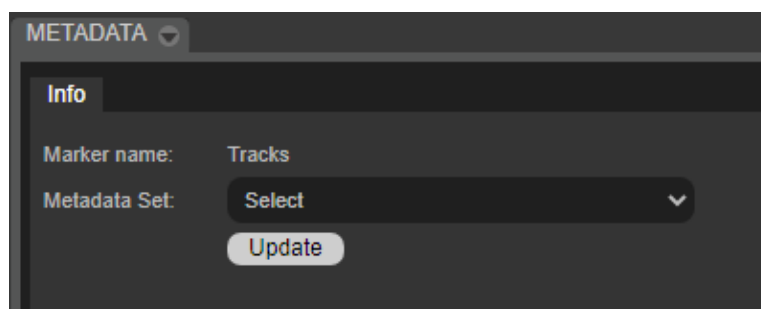 METADATA
Info
Marker name: Tracks
Metadata Set: Select
Update